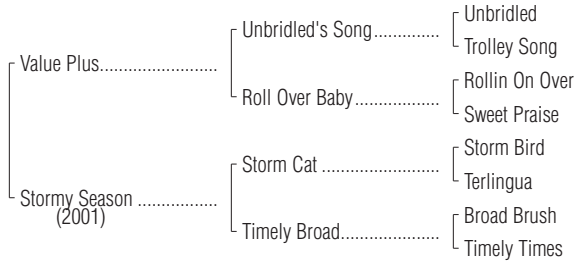 Unbridled
Unbridled's Song..............
Trolley Song
Value Plus.........................
Rollin On Over
Roll Over Baby..................
Sweet Praise
Storm Bird
Storm Cat .........................
Terlingua
Stormy Season .................
(2001)
Broad Brush
Timely Broad.....................
Timely Times